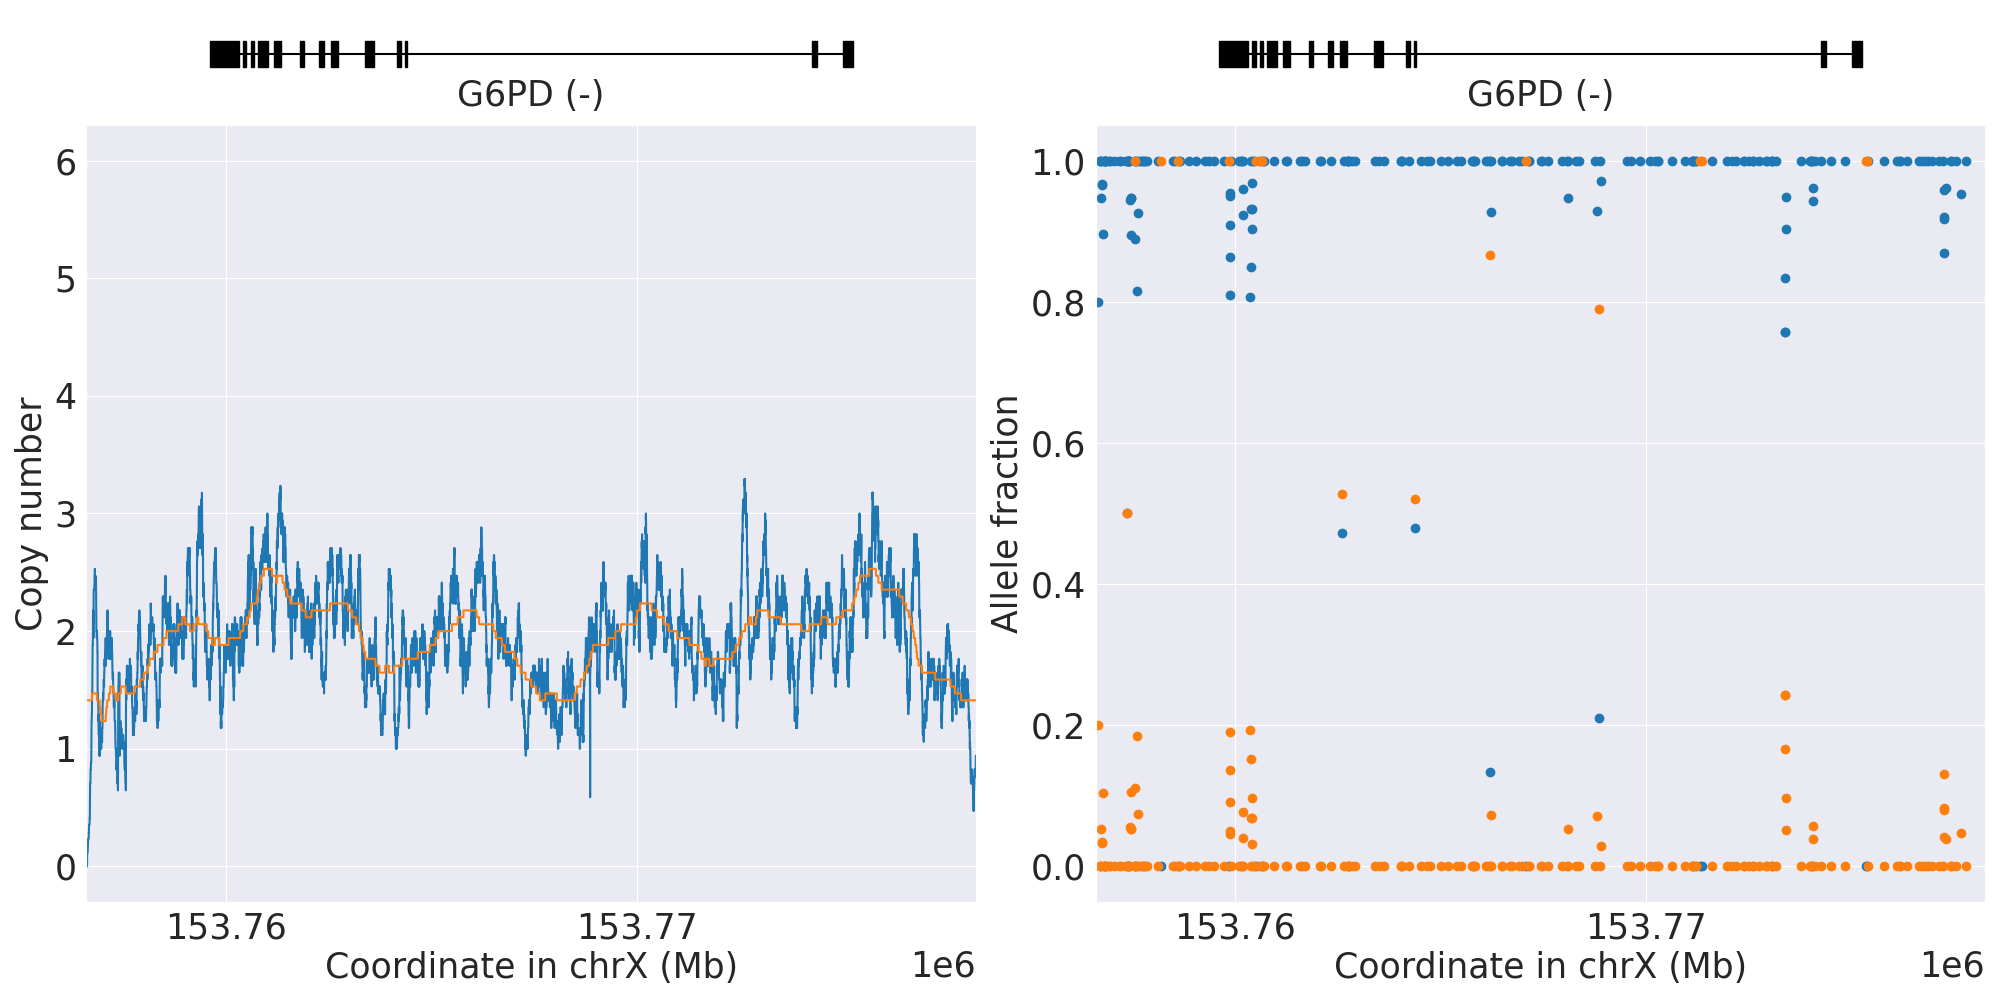 G6PD (-)
6
5
4
3
2
1
0
Copy number
153.76
153.77
Coordinate in chrX (Mb)
1e6
G6PD (-)
1.0
0.8
0.6
0.4
0.2
0.0
Allele fraction
153.76
153.77
Coordinate in chrX (Mb)
1e6